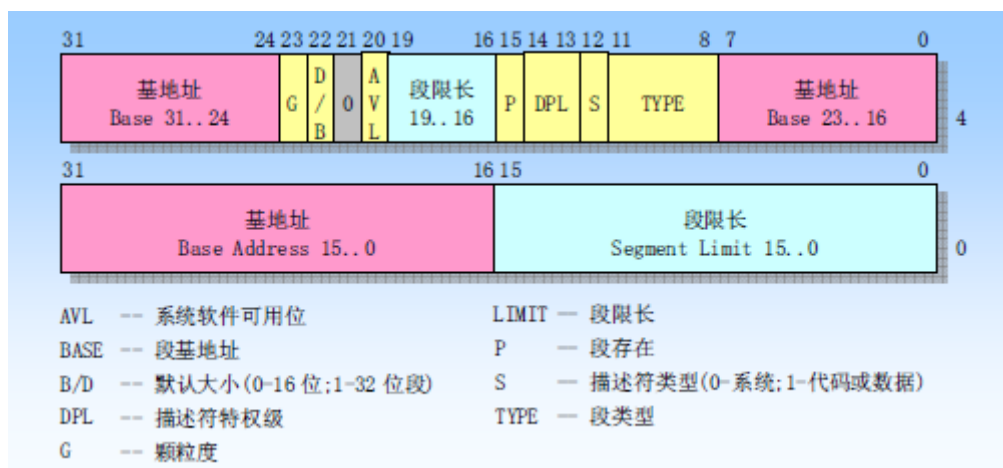 31 24 23 22 21 20 19 16 15 14 13 12 11 8 7 0
基地址 Base 31..24 G D/B 0 AVL 段限长 19..16 P DPL S TYPE 基地址 Base 23..16 4
31 16 15 0
基地址 段限长
Base Address 15..0 Segment Limit 15..0 0
AVL -- 系统软件可用位 LIMIT — 段限长
BASE -- 段基地址 P — 段存在
B/D -- 默认大小(0-16 位;1-32 位段) S — 描述符类型(0-系统;1-代码或数据)
DPL -- 描述符特权级 TYPE — 段类型
G -- 颗粒度